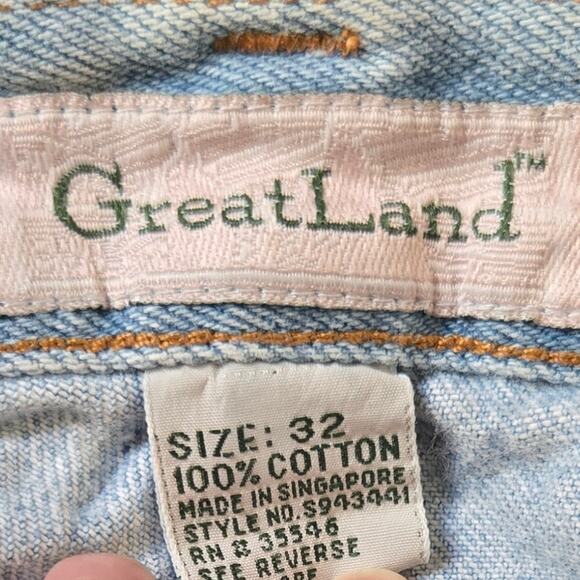 GreatLand™
SIZE: 32
100% COTTON
MADE IN SINGAPORE
STYLE NO.S943441
RN # 35546
SEE REVERSE